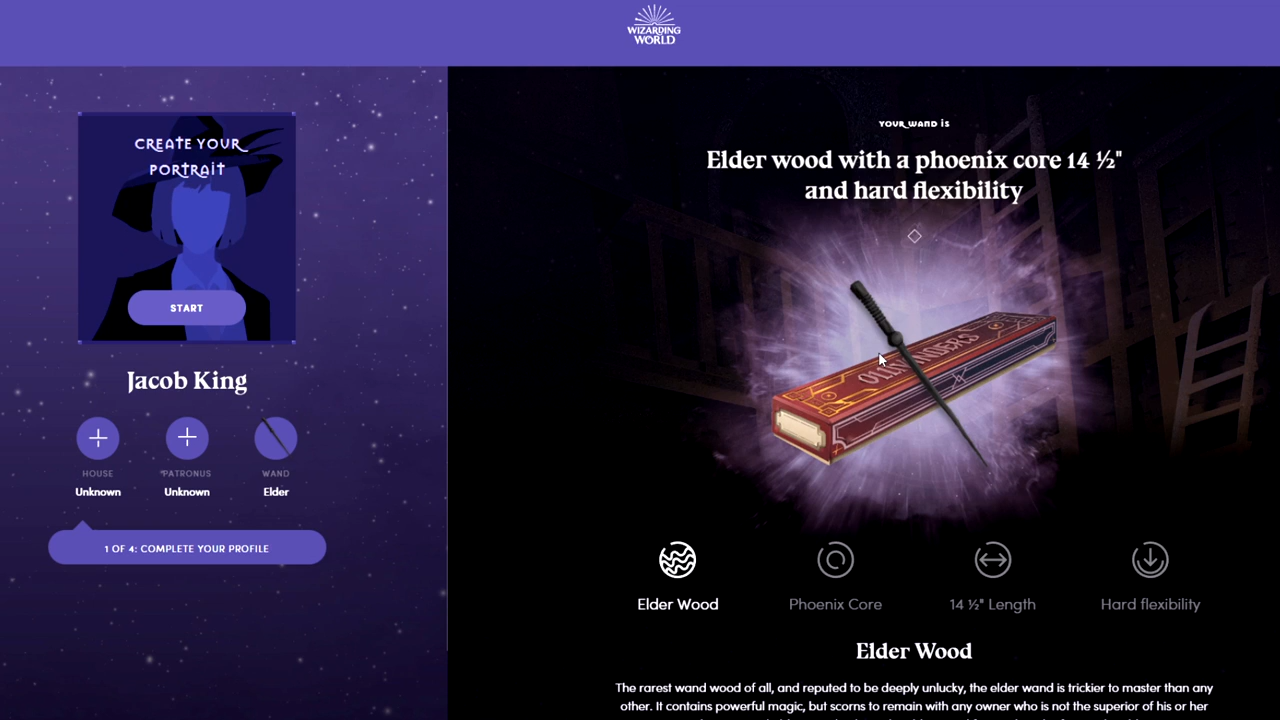 WIZARDING
WORLD
CREATE YOUR
PORTRAIT
START
Jacob King
HOUSE
Unknown
PATRONUS
Unknown
WAND
Elder
1 OF 4: COMPLETE YOUR PROFILE
YOUR WAND IS
Elder wood with a phoenix core 14 ½"
and hard flexibility
OLLIVANDERS
Elder Wood
Phoenix Core
14 ½" Length
Hard flexibility
Elder Wood
The rarest wand wood of all, and reputed to be deeply unlucky, the elder wand is trickier to master than any
other. It contains powerful magic, but scorns to remain with any owner who is not the superior of his or her